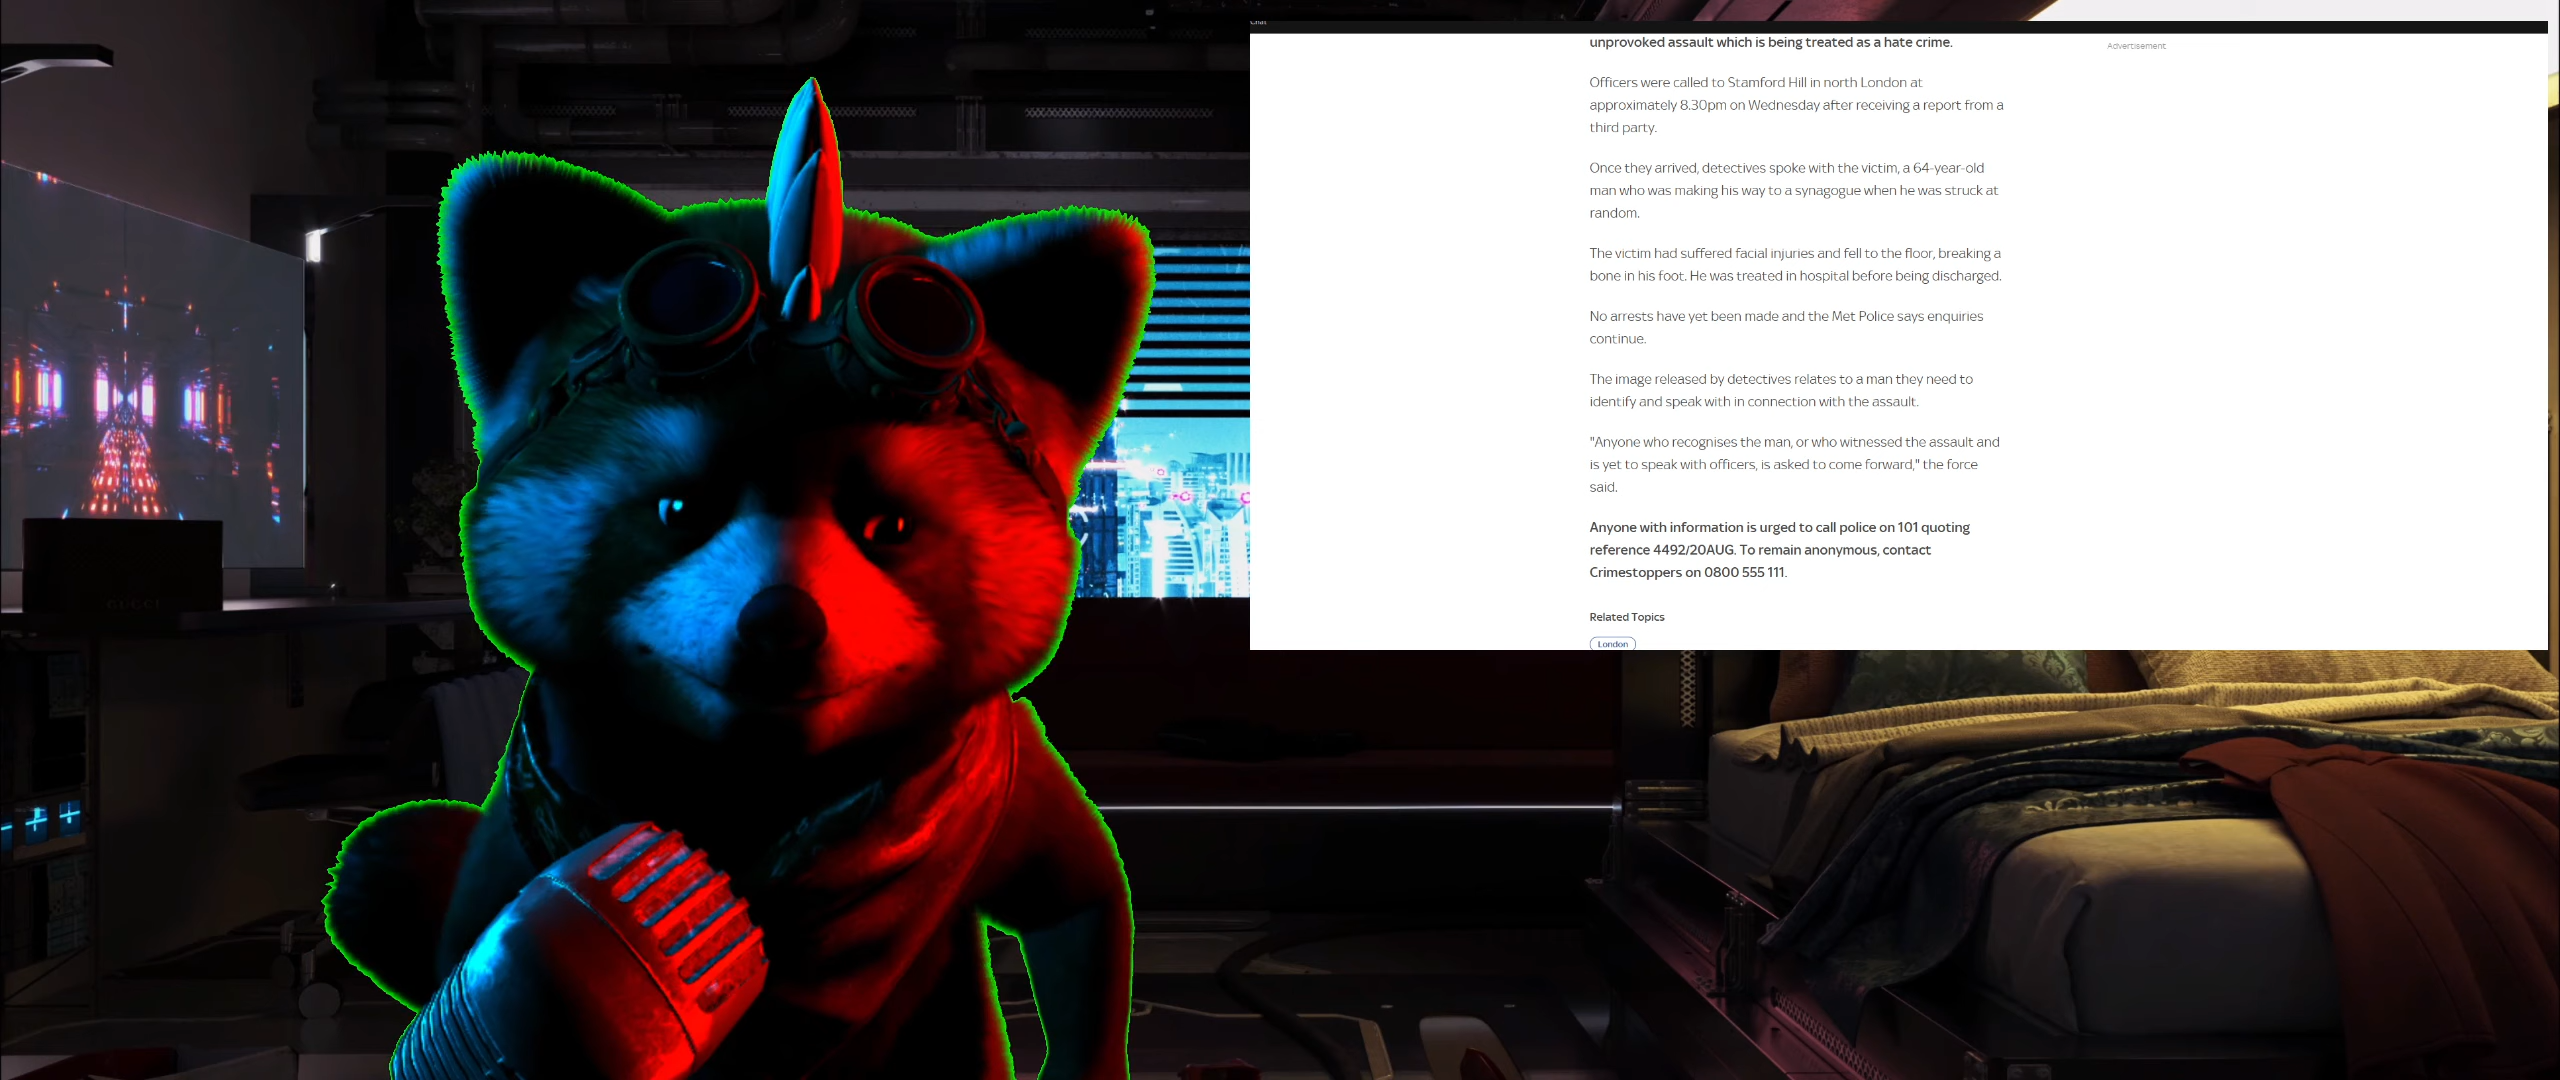 Chat
unprovoked assault which is being treated as a hate crime.
Advertisement
Officers were called to Stamford Hill in north London at
approximately 8.30pm on Wednesday after receiving a report from a
third party.
Once they arrived, detectives spoke with the victim, a 64-year-old
man who was making his way to a synagogue when he was struck at
random.
The victim had suffered facial injuries and fell to the floor, breaking a
bone in his foot. He was treated in hospital before being discharged.
No arrests have yet been made and the Met Police says enquiries
continue.
The image released by detectives relates to a man they need to
identify and speak with in connection with the assault.
"Anyone who recognises the man, or who witnessed the assault and
is yet to speak with officers, is asked to come forward," the force
said.
Anyone with information is urged to call police on 101 quoting
reference 4492/20AUG. To remain anonymous, contact
Crimestoppers on 0800 555 111.
Related Topics
London
GUCCI